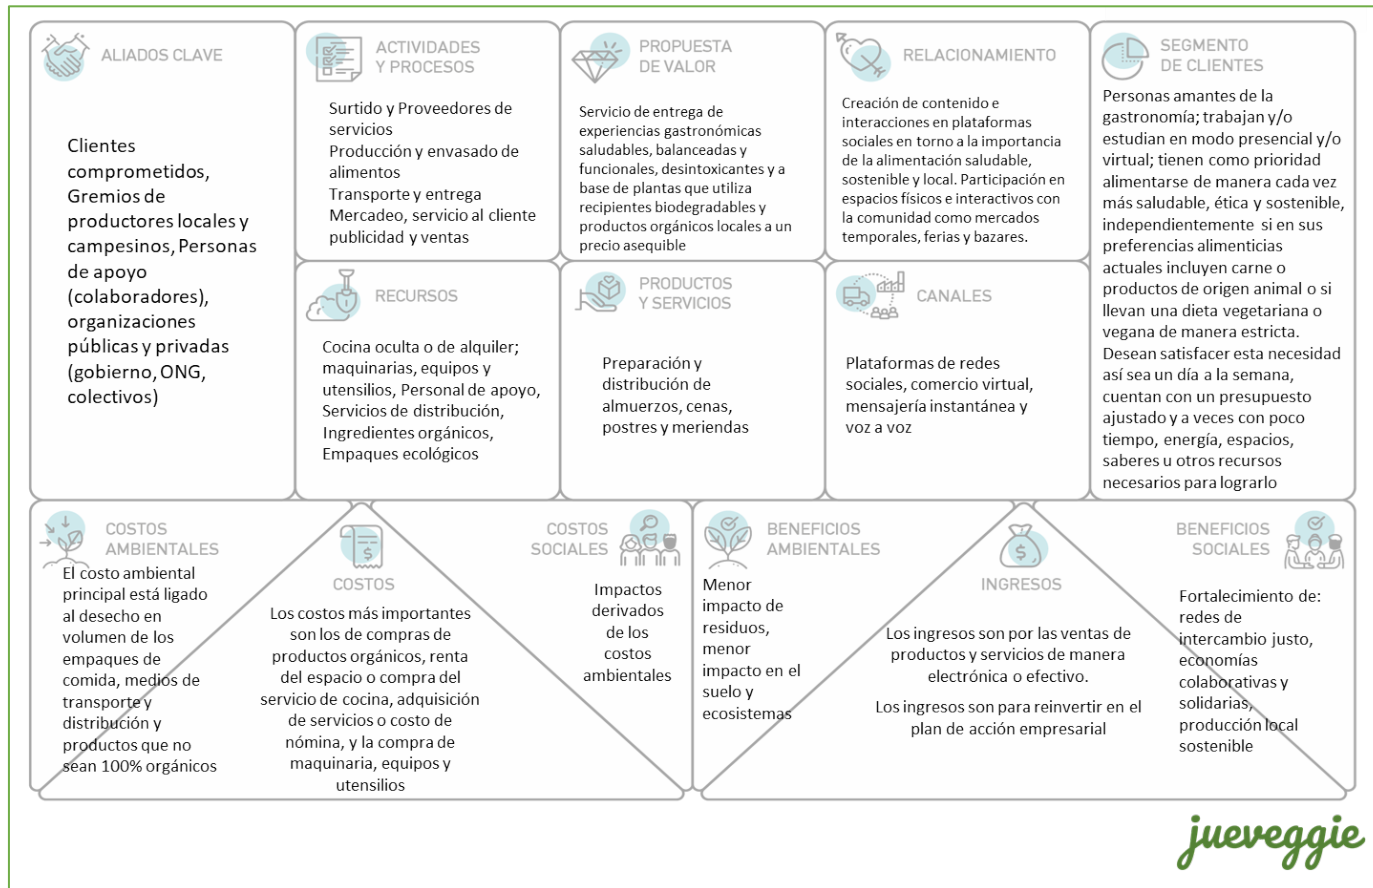 ALIADOS CLAVE
Clientes
comprometidos,
Gremios de
productores locales y
campesinos, Personas
de apoyo
(colaboradores),
organizaciones
públicas y privadas
(gobierno, ONG,
colectivos)
ACTIVIDADES
Y PROCESOS
Surtido y Proveedores de
servicios
Producción y envasado de
alimentos
Transporte y entrega
Mercadeo, servicio al cliente
publicidad y ventas
RECURSOS
Cocina oculta o de alquiler;
maquinarias, equipos y
utensilios, Personal de apoyo,
Servicios de distribución,
Ingredientes orgánicos,
Empaques ecológicos
PROPUESTA
DE VALOR
Servicio de entrega de
experiencias gastronómicas
saludables, balanceadas y
funcionales, desintoxicantes y a
base de plantas que utiliza
recipientes biodegradables y
productos orgánicos locales a un
precio asequible
PRODUCTOS
Y SERVICIOS
Preparación y
distribución de
almuerzos, cenas,
postres y meriendas
RELACIONAMIENTO
Creación de contenido e
interacciones en plataformas
sociales en torno a la importancia
de la alimentación saludable,
sostenible y local. Participación en
espacios físicos e interactivos con
la comunidad como mercados
temporales, ferias y bazares.
CANALES
Plataformas de redes
sociales, comercio virtual,
mensajería instantánea y
voz a voz
SEGMENTO
DE CLIENTES
Personas amantes de la
gastronomía; trabajan y/o
estudian en modo presencial y/o
virtual; tienen como prioridad
alimentarse de manera cada vez
más saludable, ética y sostenible,
independientemente si en sus
preferencias alimenticias
actuales incluyen carne o
productos de origen animal o si
llevan una dieta vegetariana o
vegana de manera estricta.
Desean satisfacer esta necesidad
así sea un día a la semana,
cuentan con un presupuesto
ajustado y a veces con poco
tiempo, energía, espacios,
saberes u otros recursos
necesarios para lograrlo
COSTOS
AMBIENTALES
El costo ambiental
principal está ligado
al desecho en
volumen de los
empaques de
comida, medios de
transporte y
distribución y
productos que no
sean 100% orgánicos
COSTOS
Los costos más importantes
son los de compras de
productos orgánicos, renta
del espacio o compra del
servicio de cocina, adquisición
de servicios o costo de
nómina, y la compra de
maquinaria, equipos y
utensilios
COSTOS
SOCIALES
Impactos
derivados
de los
costos
ambientales
BENEFICIOS
AMBIENTALES
Menor
impacto de
residuos,
menor
impacto en el
suelo y
ecosistemas
INGRESOS
Los ingresos son por las ventas de
productos y servicios de manera
electrónica o efectivo.
Los ingresos son para reinvertir en el
plan de acción empresarial
BENEFICIOS
SOCIALES
Fortalecimiento de:
redes de
intercambio justo,
economías
colaborativas y
solidarias,
producción local
sostenible
jueveggie